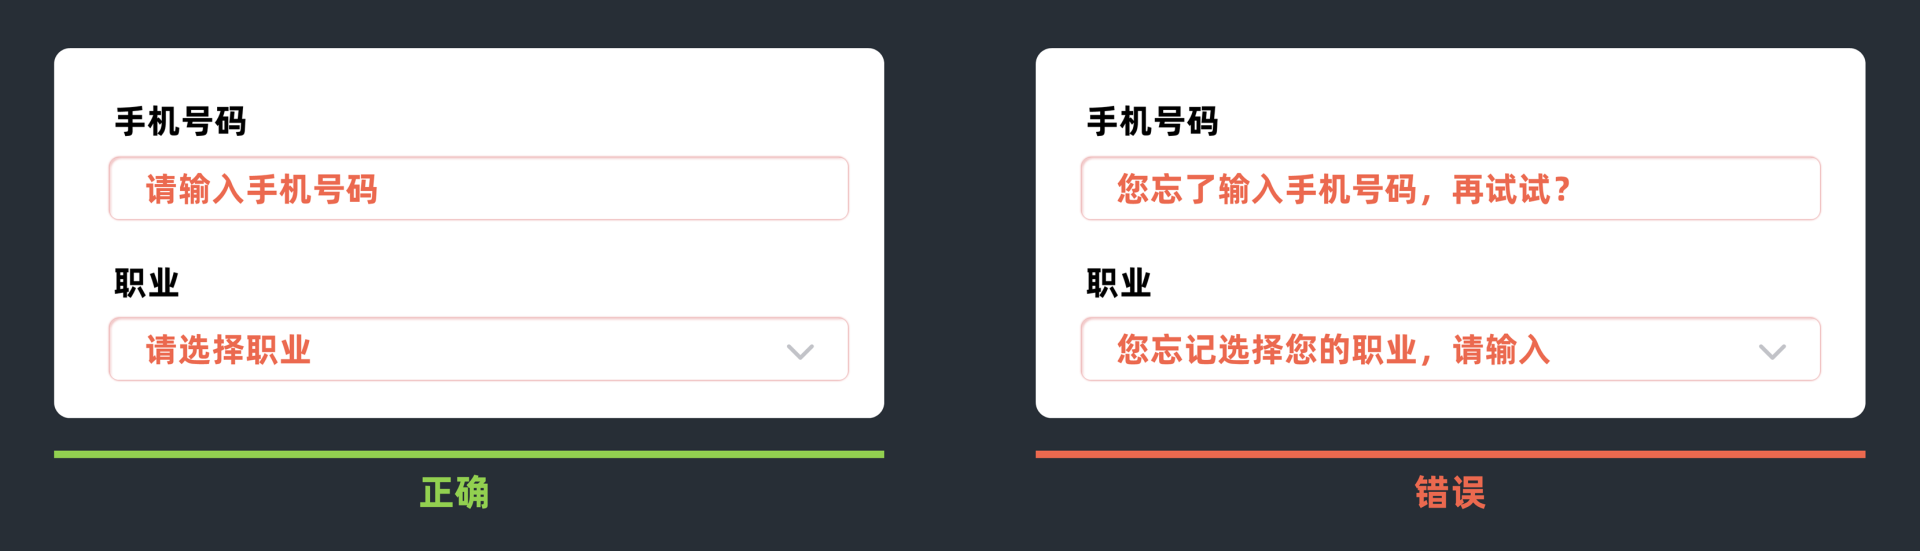 手机号码
请输入手机号码
职业
请选择职业
正确
手机号码
您忘了输入手机号码，再试试？
职业
您忘记选择您的职业，请输入
错误